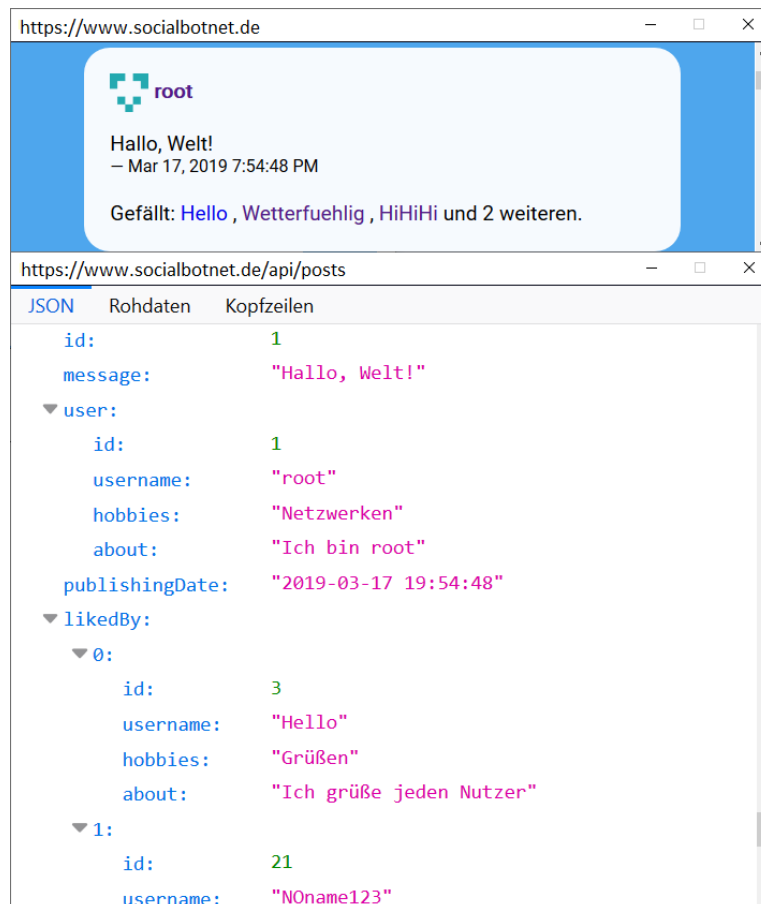 https://www.socialbotnet.de
root
Hallo, Welt!
— Mar 17, 2019 7:54:48 PM
Gefällt: Hello , Wetterfuehlig , HiHiHi und 2 weiteren.
https://www.socialbotnet.de/api/posts
JSON Rohdaten Kopfzeilen
id: 1
message: "Hallo, Welt!"
user:
id: 1
username: "root"
hobbies: "Netzwerken"
about: "Ich bin root"
publishingDate: "2019-03-17 19:54:48"
likedBy:
0:
id: 3
username: "Hello"
hobbies: "Grüßen"
about: "Ich grüße jeden Nutzer"
1:
id: 21
username: "NOname123"